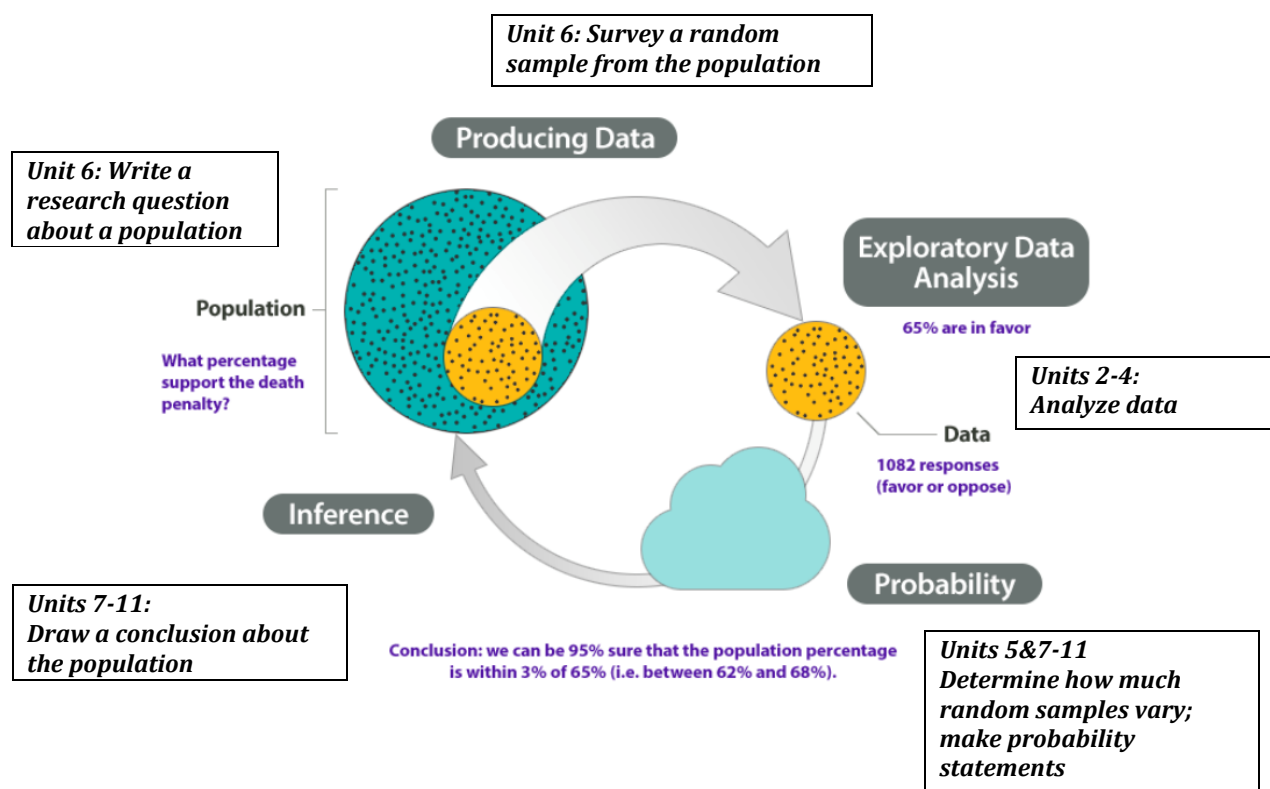 Unit 6: Survey a random
sample from the population
Producing Data
Unit 6: Write a
research question
about a population
Exploratory Data
Analysis
Population
65% are in favor
What percentage
support the death
penalty?
Units 2-4:
Analyze data
Data
1082 responses
(favor or oppose)
Inference
Probability
Units 7-11:
Draw a conclusion about
the population
Conclusion: we can be 95% sure that the population percentage
is within 3% of 65% (i.e. between 62% and 68%).
Units 5&7-11
Determine how much
random samples vary;
make probability
statements